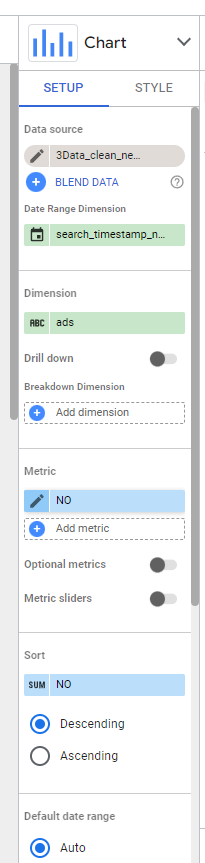 Chart
SETUP
STYLE
Data source
3Data_clean_ne...
BLEND DATA
Date Range Dimension
search_timestamp_n...
Dimension
ABC ads
Drill down
Breakdown Dimension
Add dimension
Metric
NO
Add metric
Optional metrics
Metric sliders
Sort
SUM NO
Descending
Ascending
Default date range
Auto